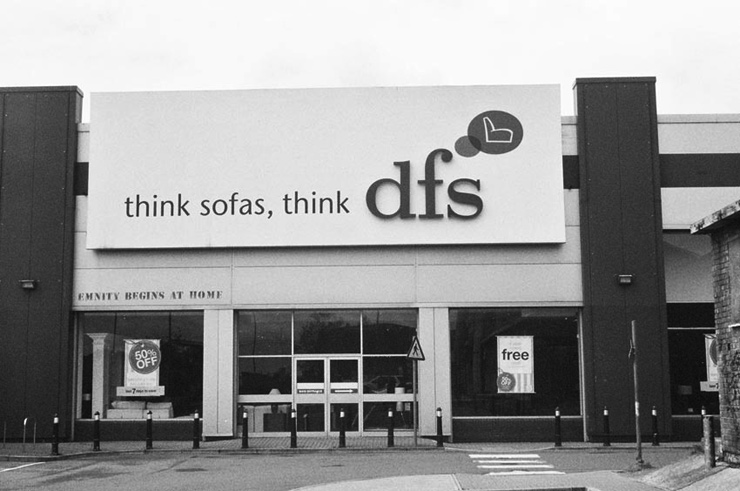 think sofas, think dfs
EMNITY BEGINS AT HOME
50%
OFF
free